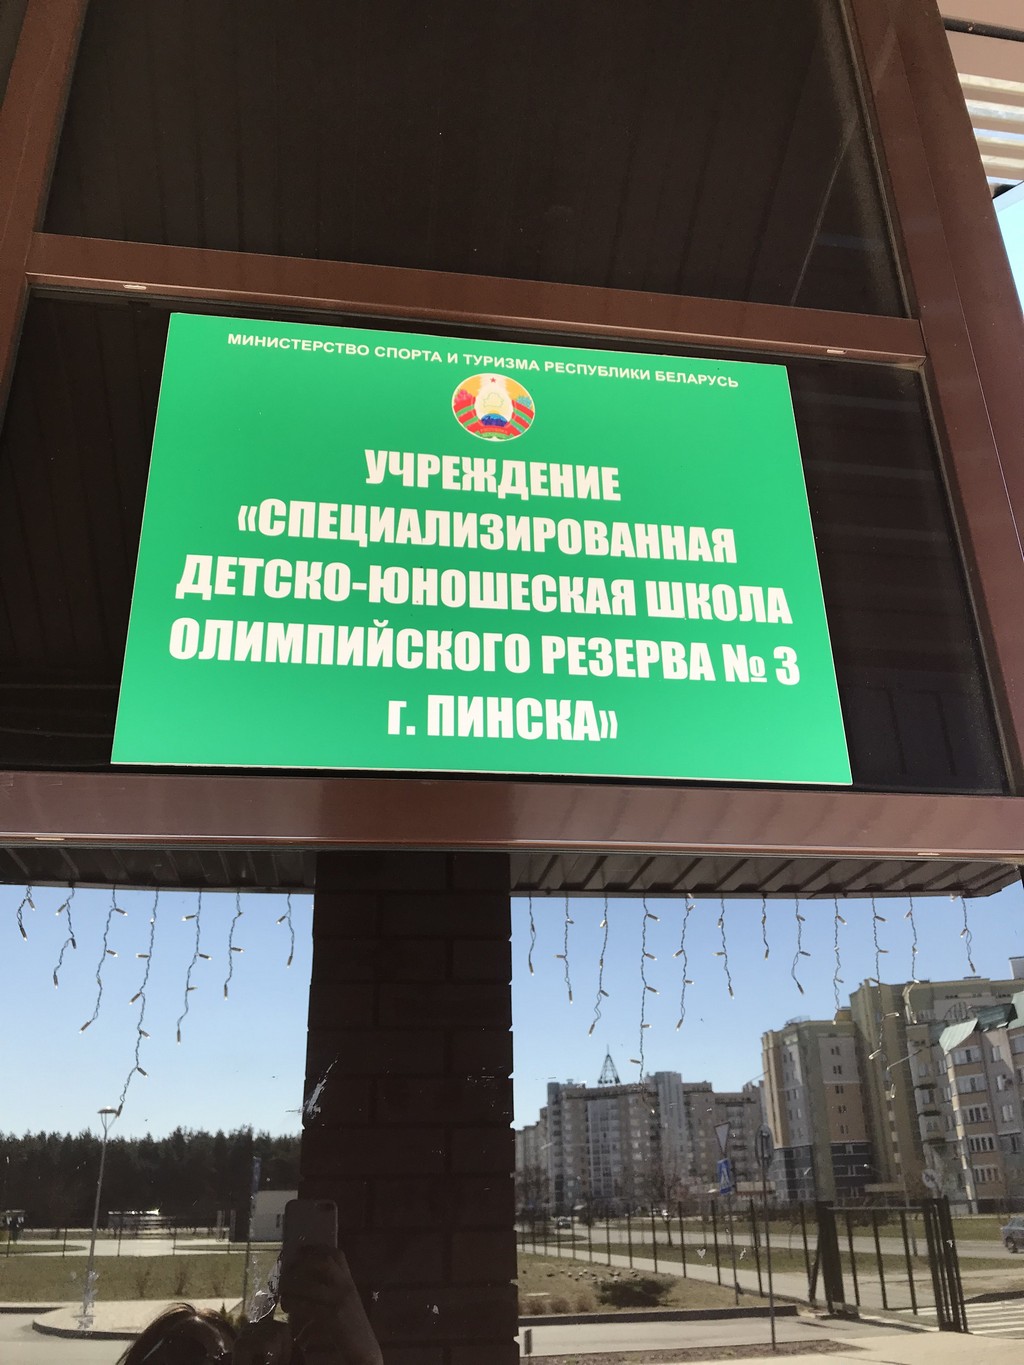 МИНИСТЕРСТВО СПОРТА И ТУРИЗМА РЕСПУБЛИКИ БЕЛАРУСЬ
УЧРЕЖДЕНИЕ
«СПЕЦИАЛИЗИРОВАННАЯ
ДЕТСКО-ЮНОШЕСКАЯ ШКОЛА
ОЛИМПИЙСКОГО РЕЗЕРВА № 3
г. ПИНСКА»